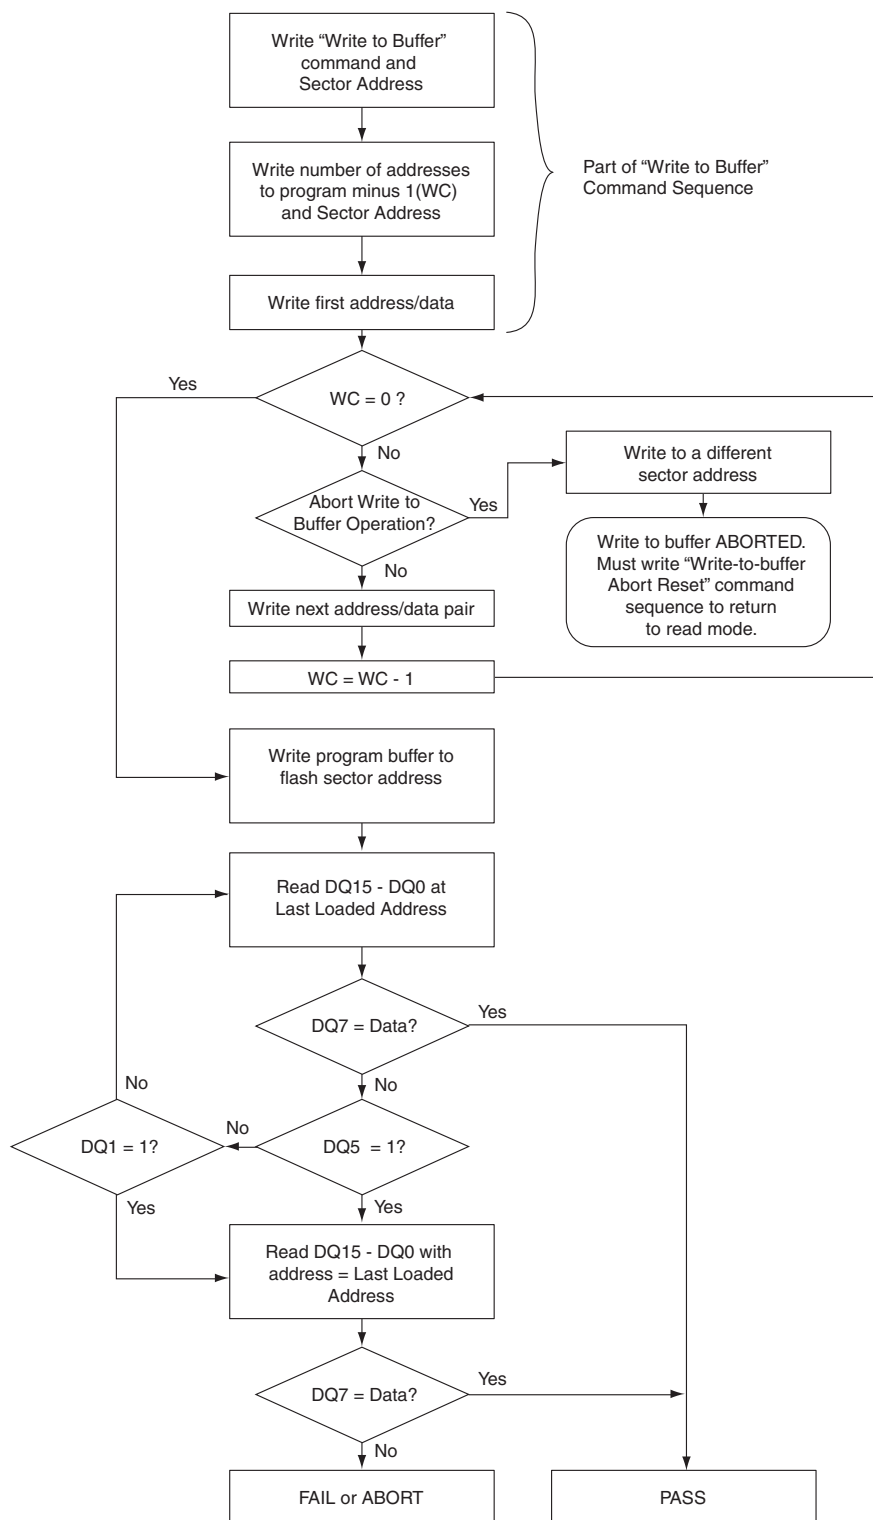 Write “Write to Buffer”
command and
Sector Address
Write number of addresses
to program minus 1(WC)
and Sector Address
Part of “Write to Buffer”
Command Sequence
Write first address/data
Yes
WC = 0 ?
No
Write to a different
sector address
Abort Write to
Buffer Operation?
Yes
No
Write to buffer ABORTED.
Must write “Write-to-buffer
Abort Reset” command
sequence to return
to read mode.
Write next address/data pair
WC = WC - 1
Write program buffer to
flash sector address
Read DQ15 - DQ0 at
Last Loaded Address
DQ7 = Data?
Yes
No
No
DQ1 = 1?
No
DQ5 = 1?
Yes
Yes
Read DQ15 - DQ0 with
address = Last Loaded
Address
DQ7 = Data?
Yes
No
FAIL or ABORT
PASS